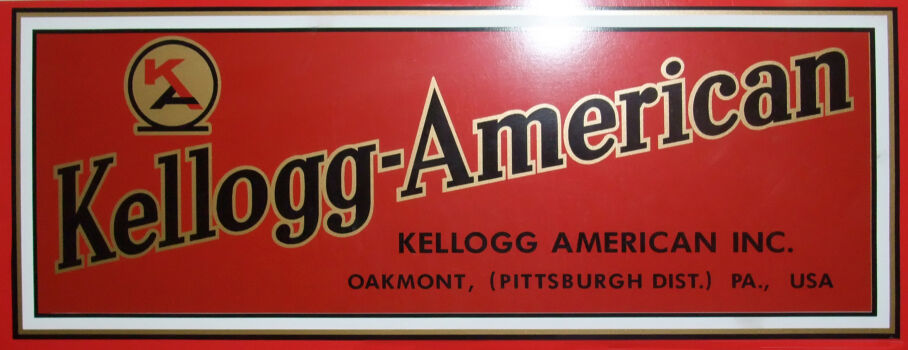 KA
Kellogg-American
KELLOGG AMERICAN INC.
OAKMONT, (PITTSBURGH DIST.) PA., USA